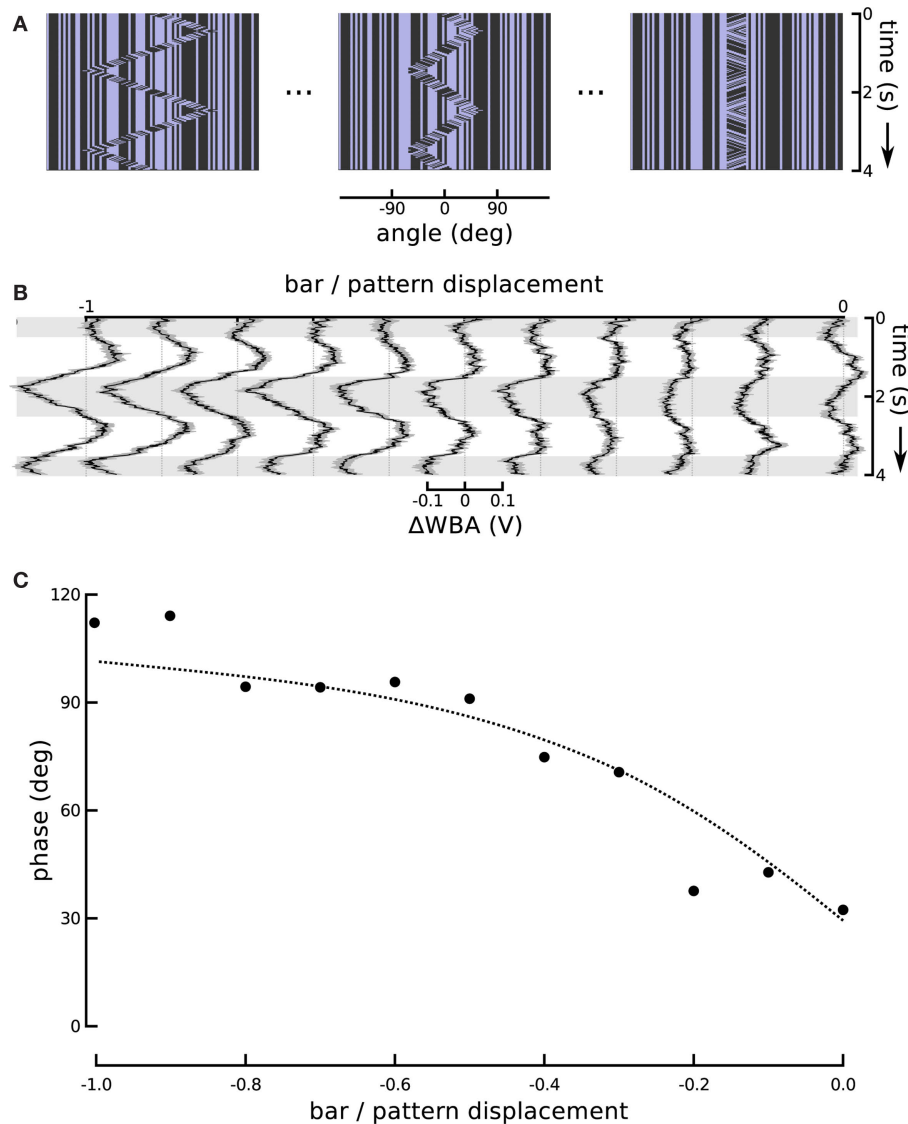 A
... ...
0
2
4
time (s)
-90 0 90
angle (deg)
B
bar / pattern displacement
-1 0
0
2
4
time (s)
-0.1 0 0.1
ΔWBA (V)
C
120
90
60
30
0
phase (deg)
-1.0 -0.8 -0.6 -0.4 -0.2 0.0
bar / pattern displacement